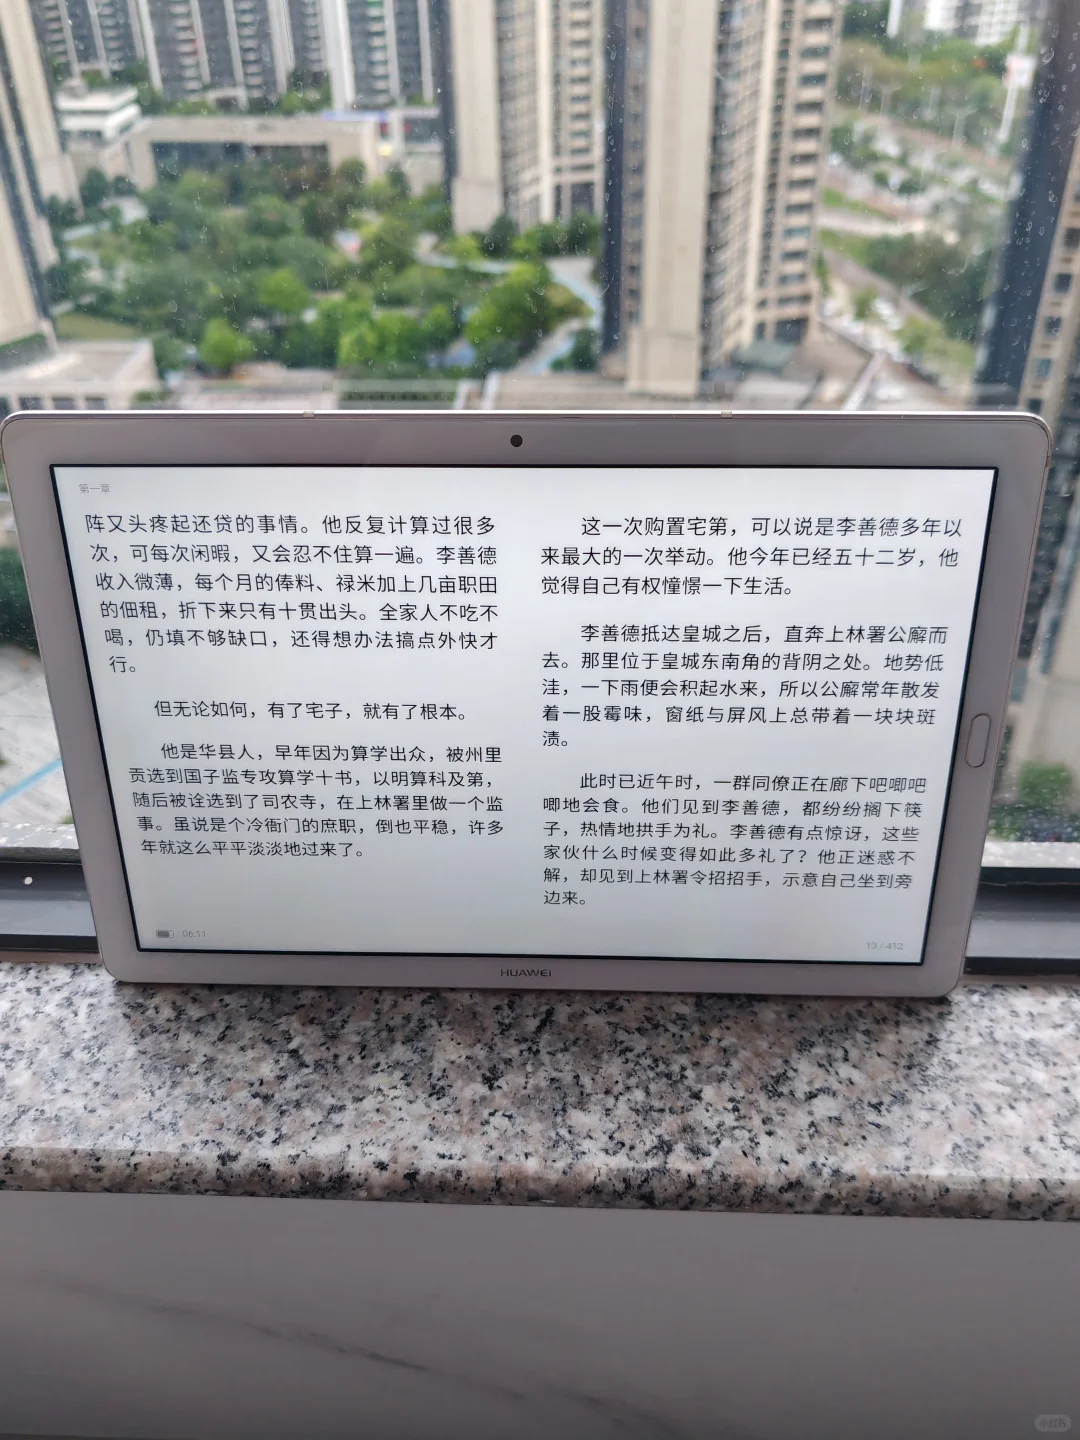 第一章
阵又头疼起还贷的事情。他反复计算过很多
次，可每次闲暇，又会忍不住算一遍。李善德
收入微薄，每个月的俸料、禄米加上几亩职田
的佃租，折下来只有十贯出头。全家人不吃不
喝，仍填不够缺口，还得想办法搞点外快才
行。
但无论如何，有了宅子，就有了根本。
他是华县人，早年因为算学出众，被州里
贡选到国子监专攻算学十书，以明算科及第，
随后被诠选到了司农寺，在上林署里做一个监
事。虽说是个冷衙门的庶职，倒也平稳，许多
年就这么平平淡淡地过来了。
06:11
这一次购置宅第，可以说是李善德多年以
来最大的一次举动。他今年已经五十二岁，他
觉得自己有权憧憬一下生活。
李善德抵达皇城之后，直奔上林署公廨而
去。那里位于皇城东南角的背阴之处。地势低
洼，一下雨便会积起水来，所以公廨常年散发
着一股霉味，窗纸与屏风上总带着一块块斑
渍。
此时已近午时，一群同僚正在廊下吧唧吧
唧地会食。他们见到李善德，都纷纷搁下筷
子，热情地拱手为礼。李善德有点惊讶，这些
家伙什么时候变得如此多礼了？他正迷惑不
解，却见到上林署令招招手，示意自己坐到旁
边来。
13 / 412
HUAWEI
小红书